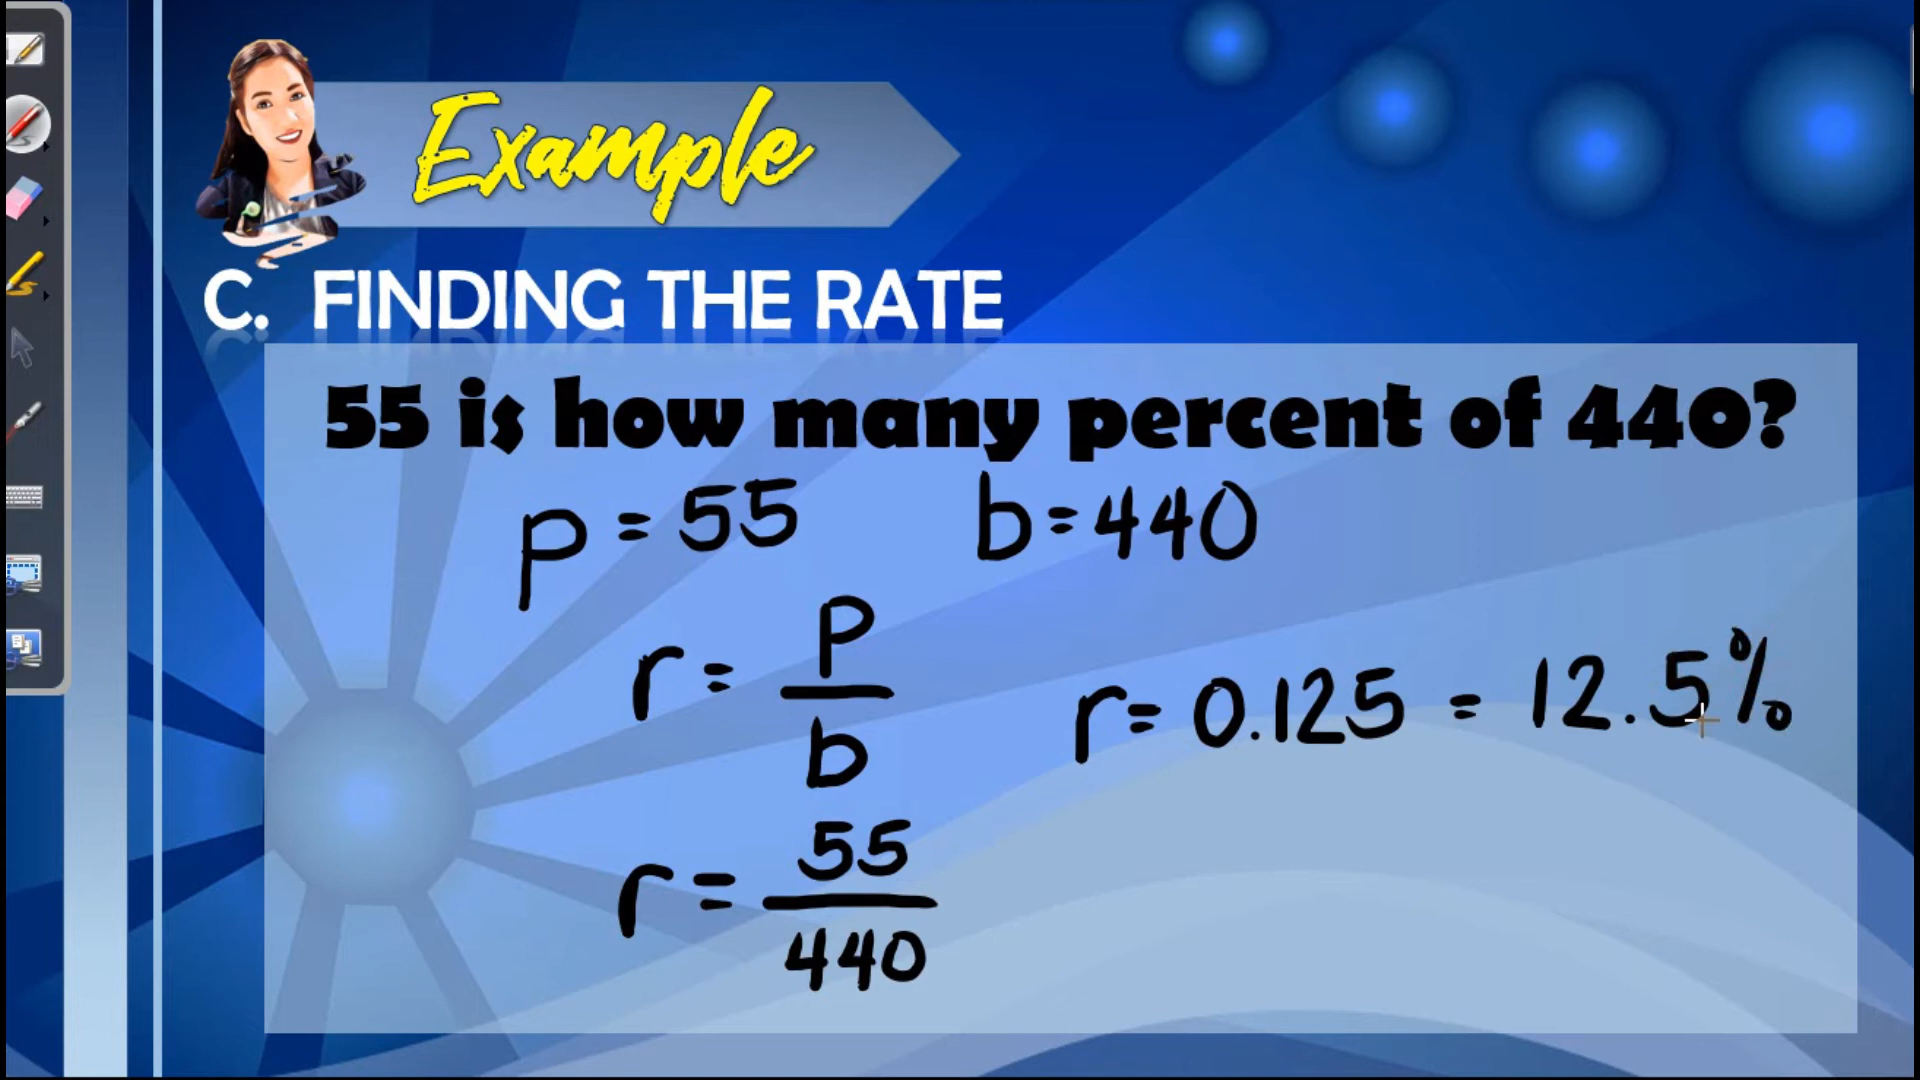 Example
C. FINDING THE RATE
55 is how many percent of 440?
p = 55 b = 440
r = p/b
r = 0.125 = 12.5%
r = 55/440